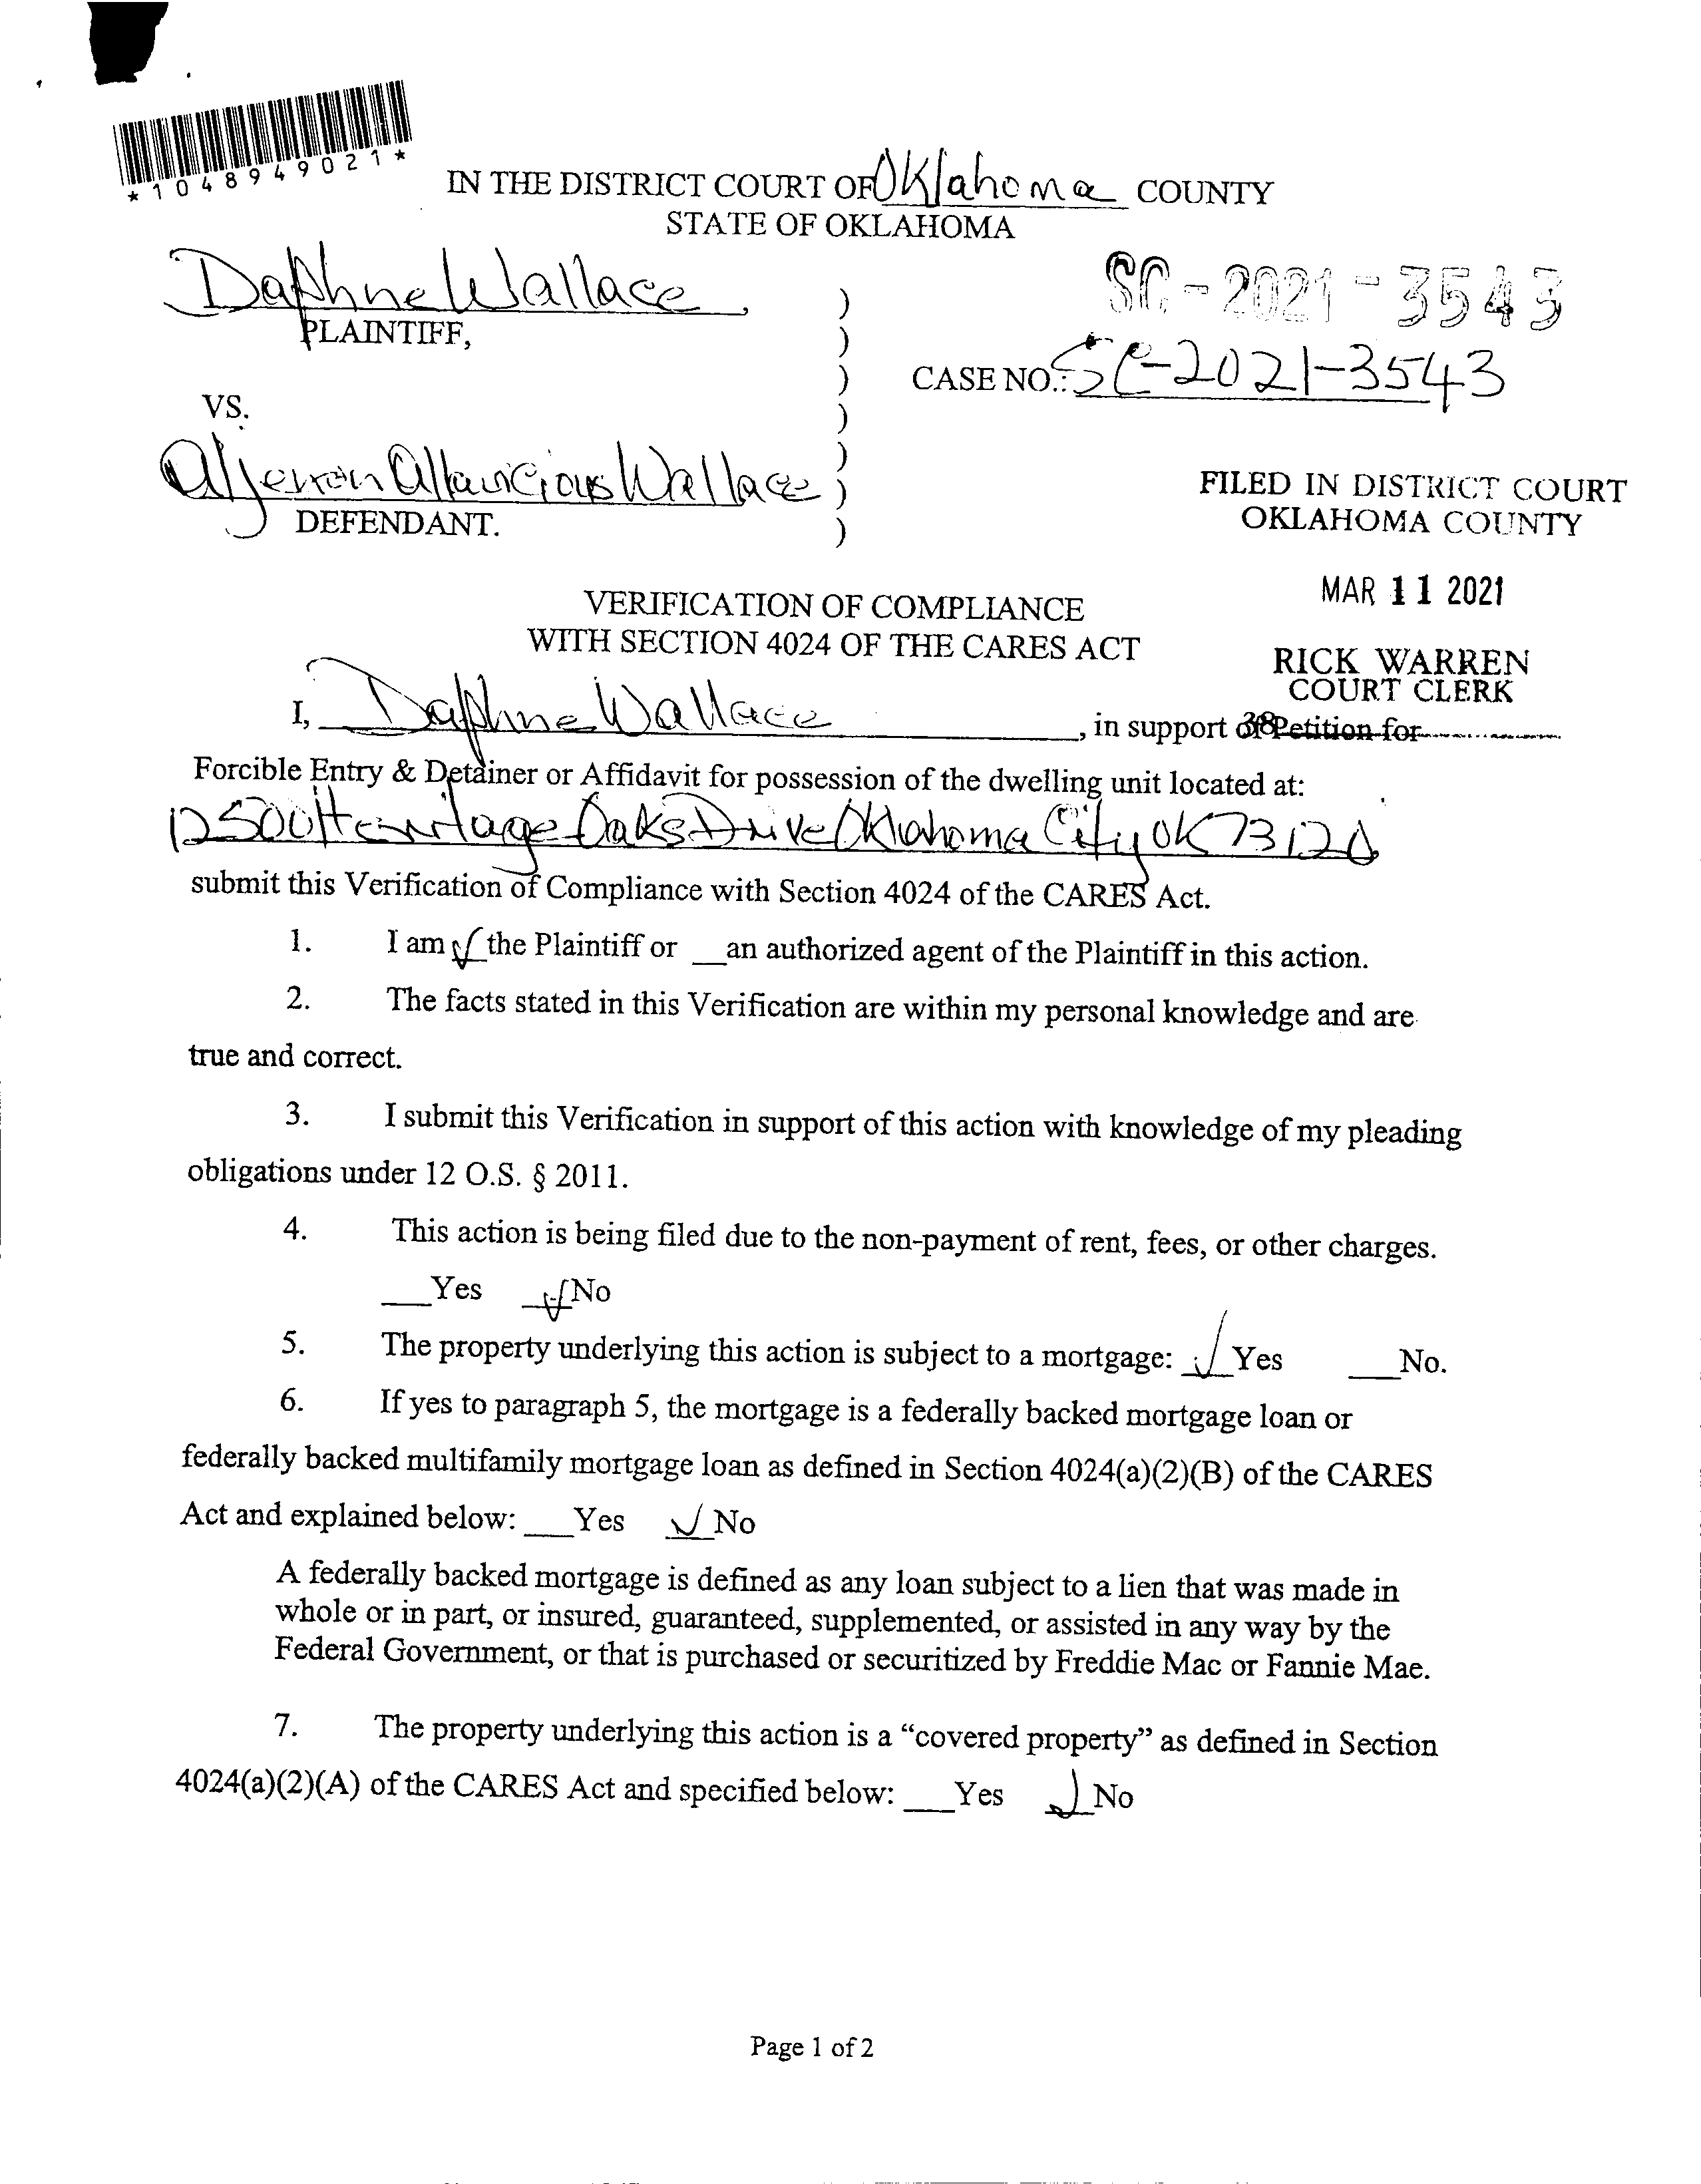 *1048949021*
IN THE DISTRICT COURT OF Oklahoma COUNTY
STATE OF OKLAHOMA
Daphne Wallace,
PLAINTIFF,
SC-2021-3543
CASE NO.: SC-2021-3543
VS.
Wallace
DEFENDANT.
)
)
)
)
)
)
)
FILED IN DISTRICT COURT
OKLAHOMA COUNTY
MAR 11 2021
RICK WARREN
COURT CLERK
38
VERIFICATION OF COMPLIANCE
WITH SECTION 4024 OF THE CARES ACT
I, Daphne Wallace, in support of Petition for
Forcible Entry & Detainer or Affidavit for possession of the dwelling unit located at:
12500 Heritage Oaks Drive Oklahoma City OK 73120
submit this Verification of Compliance with Section 4024 of the CARES Act.
1. I am ✓ the Plaintiff or __an authorized agent of the Plaintiff in this action.
2. The facts stated in this Verification are within my personal knowledge and are
true and correct.
3. I submit this Verification in support of this action with knowledge of my pleading
obligations under 12 O.S. § 2011.
4. This action is being filed due to the non-payment of rent, fees, or other charges.
___Yes ✓No
5. The property underlying this action is subject to a mortgage: ✓ Yes ___No.
6. If yes to paragraph 5, the mortgage is a federally backed mortgage loan or
federally backed multifamily mortgage loan as defined in Section 4024(a)(2)(B) of the CARES
Act and explained below: ___Yes ✓ No
A federally backed mortgage is defined as any loan subject to a lien that was made in
whole or in part, or insured, guaranteed, supplemented, or assisted in any way by the
Federal Government, or that is purchased or securitized by Freddie Mac or Fannie Mae.
7. The property underlying this action is a “covered property” as defined in Section
4024(a)(2)(A) of the CARES Act and specified below: ___Yes ✓ No
Page 1 of 2